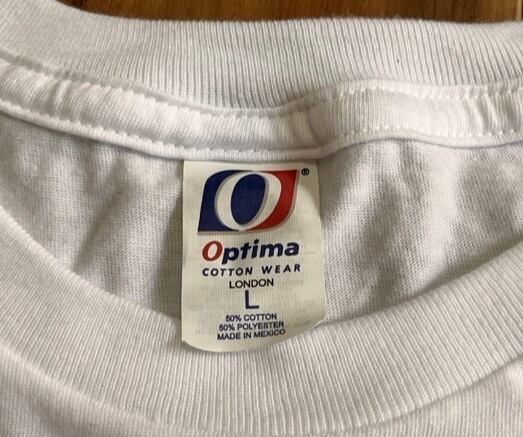 O®
Optima
COTTON WEAR
LONDON
L
50% COTTON
50% POLYESTER
MADE IN MEXICO